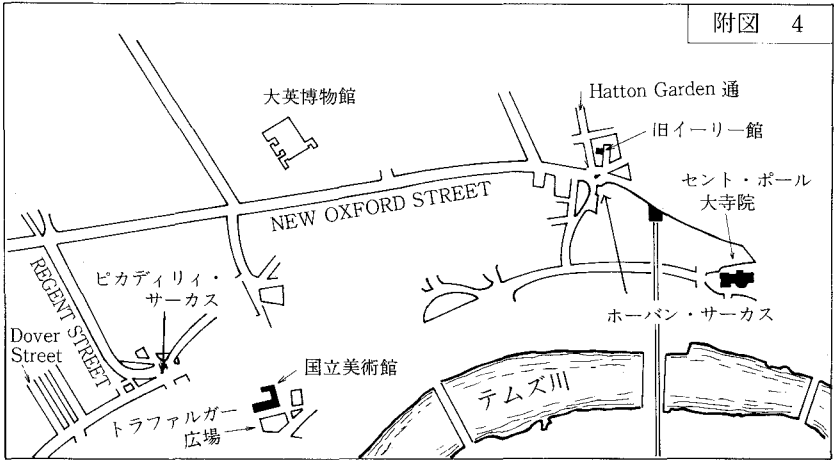 附図 4
大英博物館
Hatton Garden 通
旧イーリー館
セント・ポール
大寺院
NEW OXFORD STREET
REGENT STREET
ピカディリィ・
サーカス
ホーバン・サーカス
Dover
Street
国立美術館
トラファルガー
広場
テムズ川